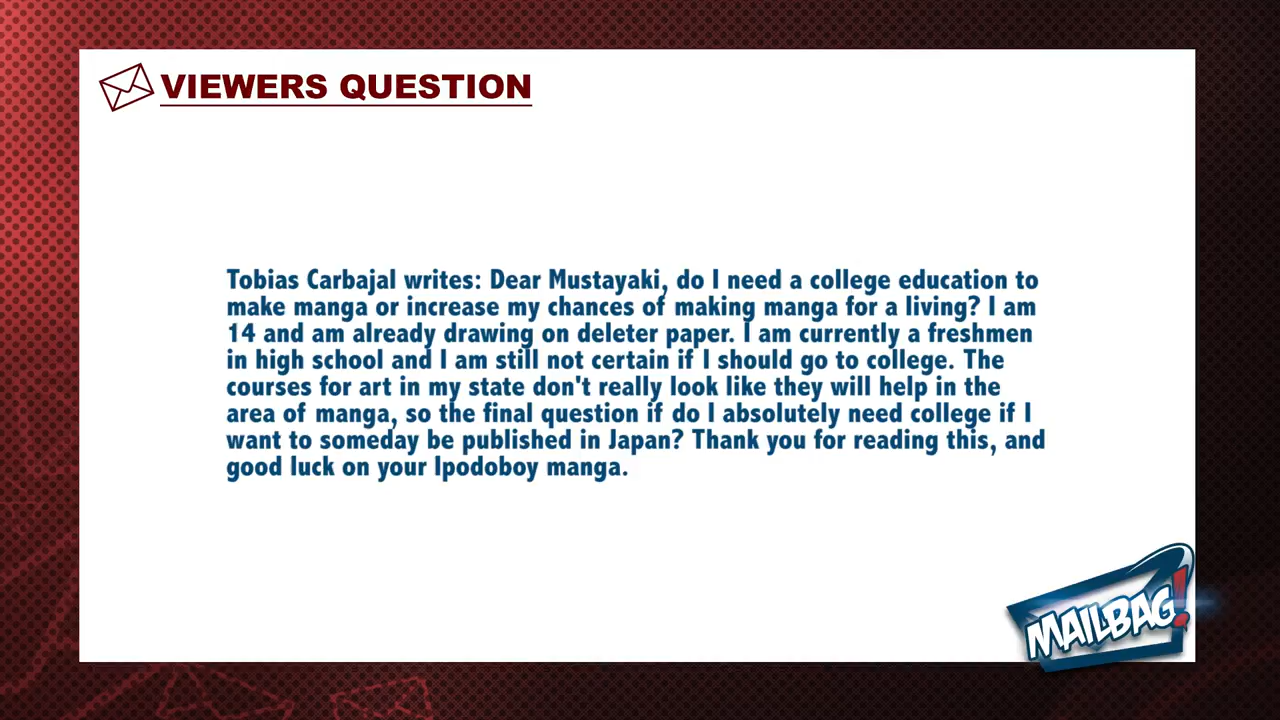 VIEWERS QUESTION
Tobias Carbajal writes: Dear Mustayaki, do I need a college education to
make manga or increase my chances of making manga for a living? I am
14 and am already drawing on deleter paper. I am currently a freshmen
in high school and I am still not certain if I should go to college. The
courses for art in my state don't really look like they will help in the
area of manga, so the final question if do I absolutely need college if I
want to someday be published in Japan? Thank you for reading this, and
good luck on your Ipodoboy manga.
MAILBAG!